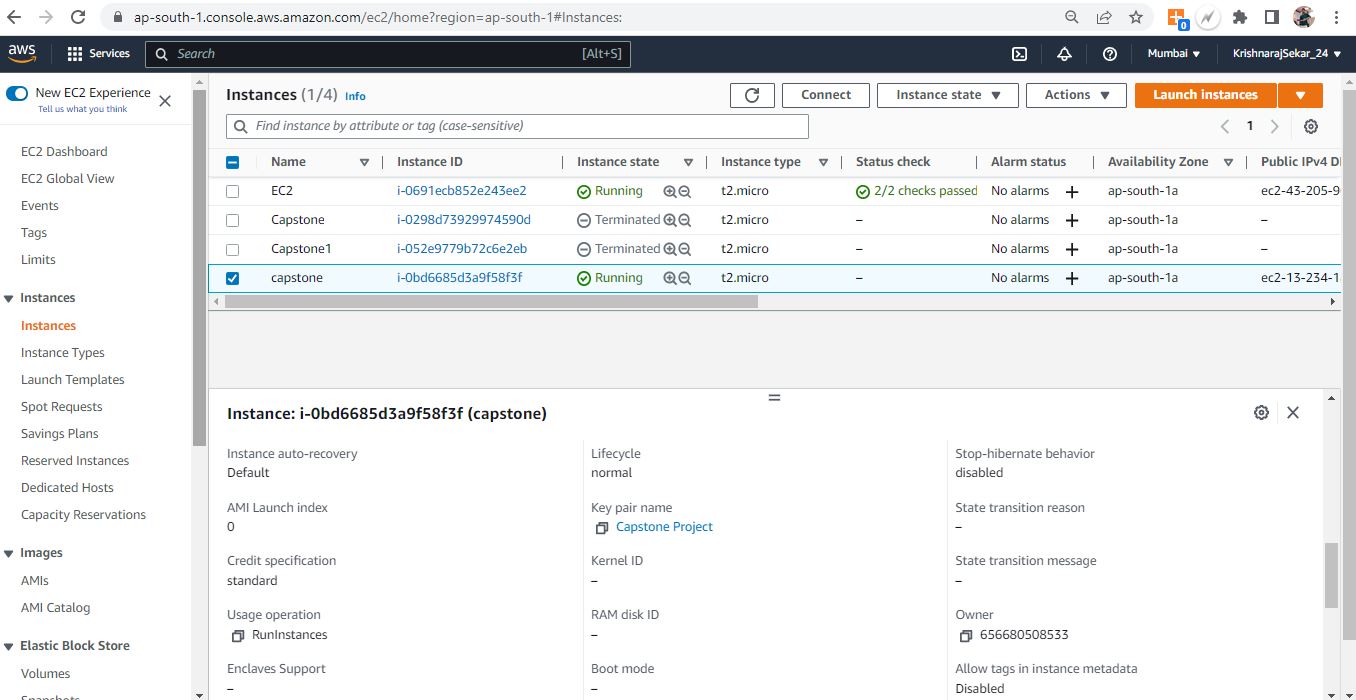 ap-south-1.console.aws.amazon.com/ec2/home?region=ap-south-1#Instances:
0
aws
Services
Search
[Alt+S]
Mumbai
KrishnarajSekar_24
New EC2 Experience
Tell us what you think
EC2 Dashboard
EC2 Global View
Events
Tags
Limits
Instances
Instances
Instance Types
Launch Templates
Spot Requests
Savings Plans
Reserved Instances
Dedicated Hosts
Capacity Reservations
Images
AMIs
AMI Catalog
Elastic Block Store
Volumes
Snapshots
Instances (1/4) Info
Connect
Instance state
Actions
Launch instances
Find instance by attribute or tag (case-sensitive)
1
Name Instance ID Instance state Instance type Status check Alarm status Availability Zone Public IPv4 D
EC2 i-0691ecb852e243ee2 Running t2.micro 2/2 checks passed No alarms + ap-south-1a ec2-43-205-9
Capstone i-0298d73929974590d Terminated t2.micro – No alarms + ap-south-1a –
Capstone1 i-052e9779b72c6e2eb Terminated t2.micro – No alarms + ap-south-1a –
capstone i-0bd6685d3a9f58f3f Running t2.micro – No alarms + ap-south-1a ec2-13-234-1
Instance: i-0bd6685d3a9f58f3f (capstone)
Instance auto-recovery
Default
AMI Launch index
0
Credit specification
standard
Usage operation
RunInstances
Enclaves Support
–
Lifecycle
normal
Key pair name
Capstone Project
Kernel ID
–
RAM disk ID
–
Boot mode
–
Stop-hibernate behavior
disabled
State transition reason
–
State transition message
–
Owner
656680508533
Allow tags in instance metadata
Disabled